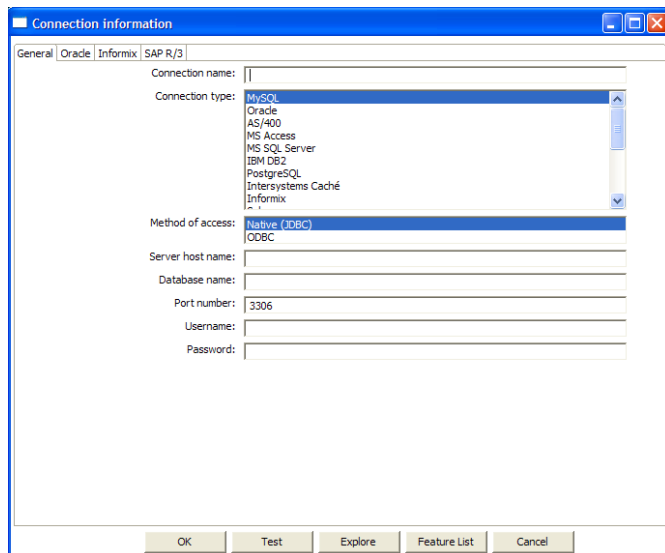 Connection information
General Oracle Informix SAP R/3
Connection name:
Connection type: MySQL
Oracle
AS/400
MS Access
MS SQL Server
IBM DB2
PostgreSQL
Intersystems Caché
Informix
Method of access: Native (JDBC)
ODBC
Server host name:
Database name:
Port number: 3306
Username:
Password:
OK Test Explore Feature List Cancel